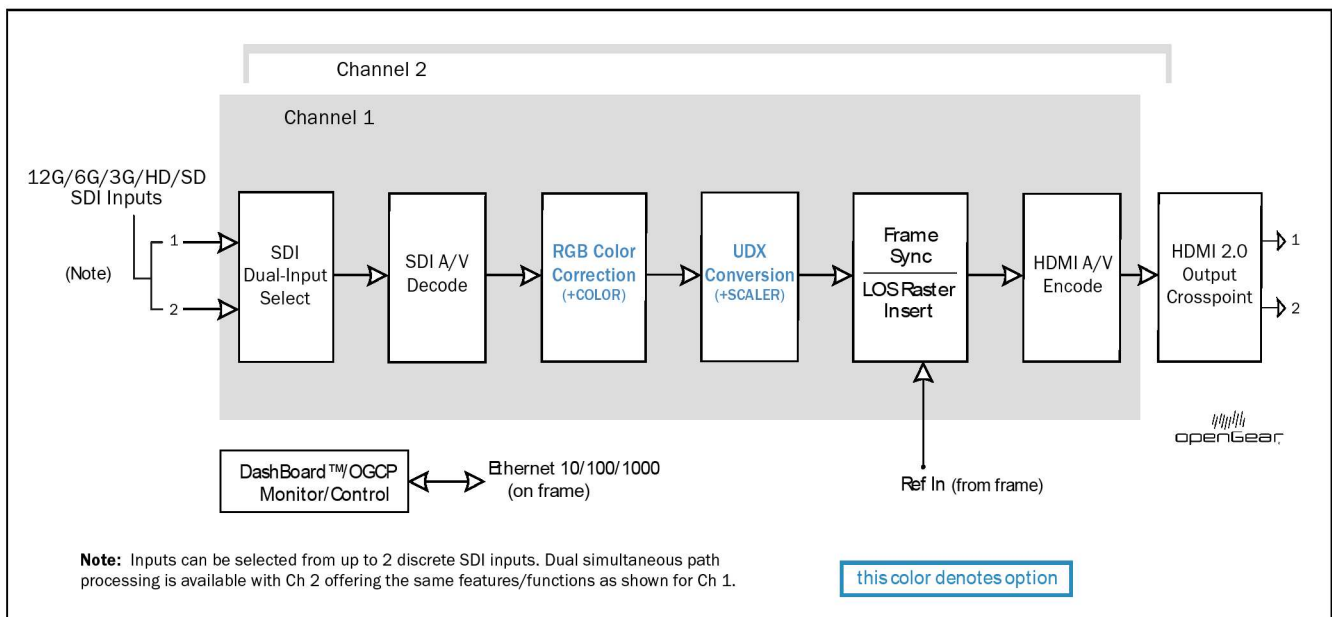 Channel 2
Channel 1
12G/6G/3G/HD/SD
SDI Inputs
(Note)
1
2
SDI
Dual-Input
Select
SDI A/V
Decode
RGB Color
Correction
(+COLOR)
UDX
Conversion
(+SCALER)
Frame
Sync
LOS Raster
Insert
HDMI A/V
Encode
HDMI 2.0
Output
Crosspoint
1
2
openGear
DashBoard™/OGCP
Monitor/Control
Ethernet 10/100/1000
(on frame)
Ref In (from frame)
Note: Inputs can be selected from up to 2 discrete SDI inputs. Dual simultaneous path
processing is available with Ch 2 offering the same features/functions as shown for Ch 1.
this color denotes option